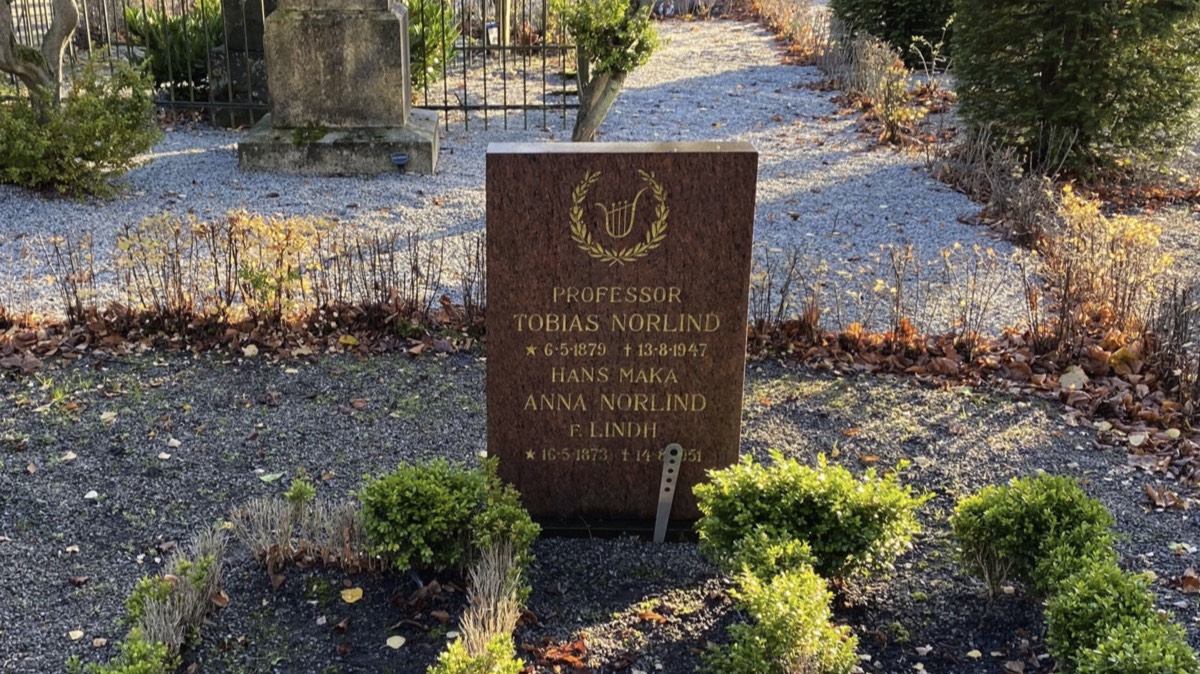 PROFESSOR
TOBIAS NORLIND
★ 6·5·1879 † 13·8·1947
HANS MAKA
ANNA NORLIND
F. LINDH
★ 16·5·1873 †